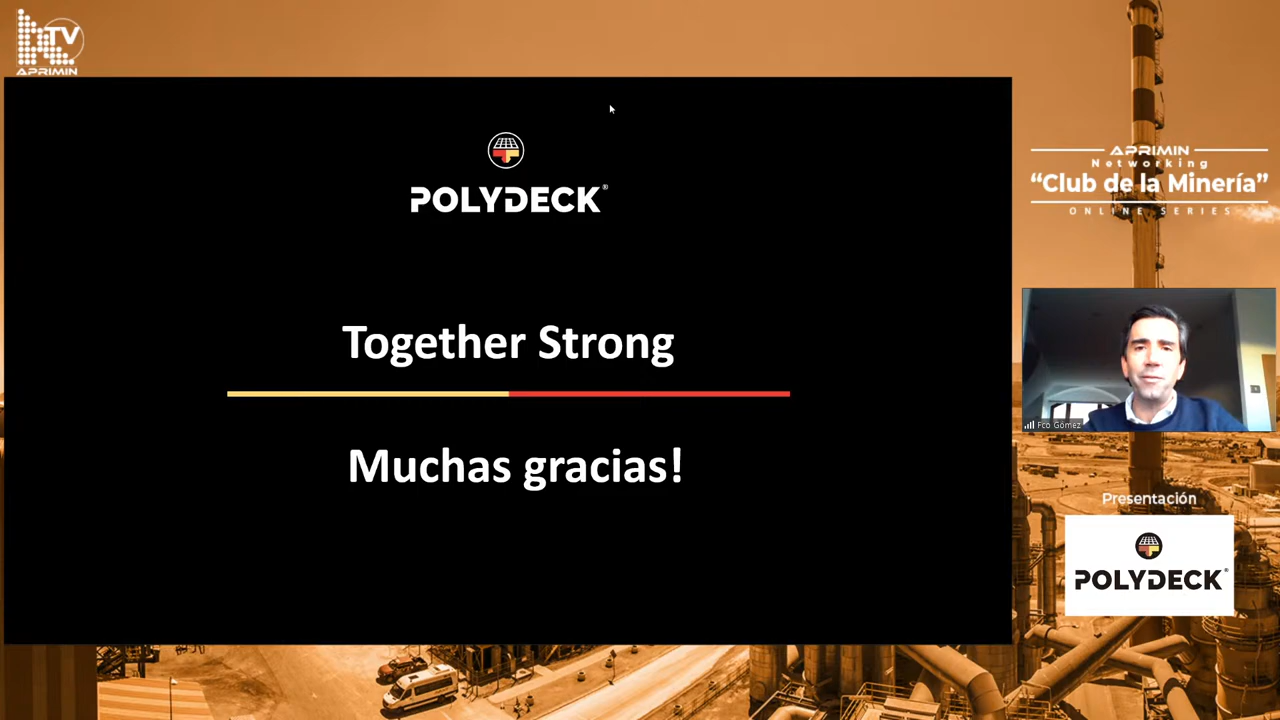 TV
APRIMIN
POLYDECK®
Together Strong
Muchas gracias!
APRIMIN
Networking
“Club de la Minería”
ONLINE SERIES
Fco Gómez
Presentación
POLYDECK®